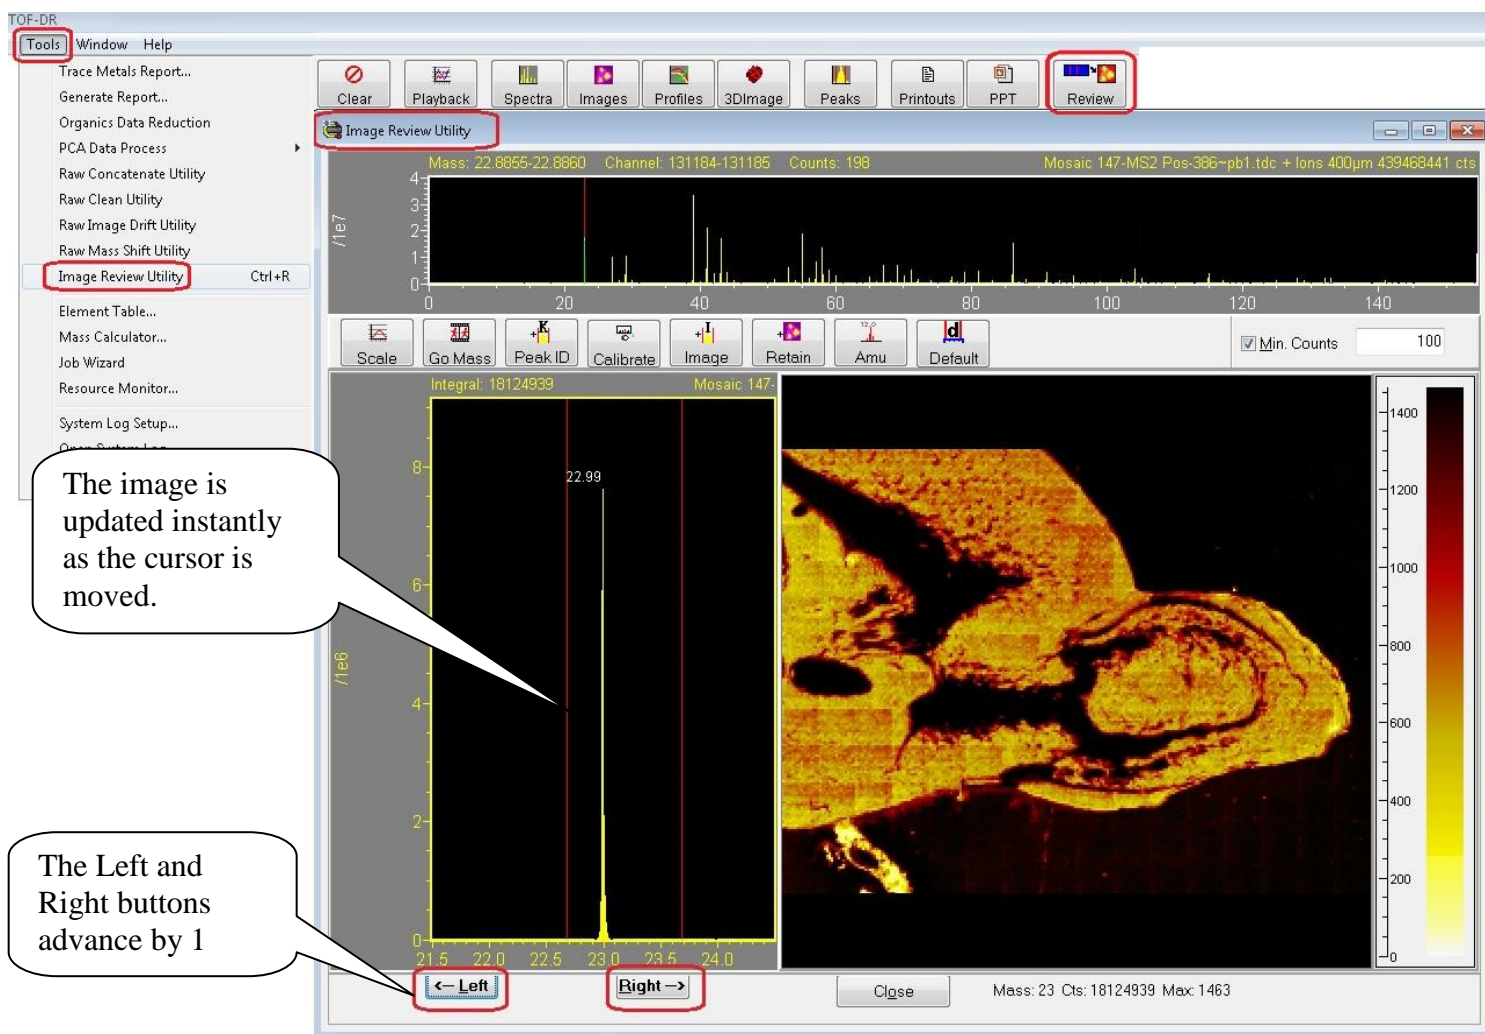 TOF-DR
Tools Window Help
Trace Metals Report...
Generate Report...
Organics Data Reduction
PCA Data Process
Raw Concatenate Utility
Raw Clean Utility
Raw Image Drift Utility
Raw Mass Shift Utility
Image Review Utility Ctrl+R
Element Table...
Mass Calculator...
Job Wizard
Resource Monitor...
System Log Setup...
The image is
updated instantly
as the cursor is
moved.
The Left and
Right buttons
advance by 1
Clear Playback Spectra Images Profiles 3DImage Peaks Printouts PPT Review
Image Review Utility
Mass: 22.8855-22.8860 Channel: 131184-131185 Counts: 198 Mosaic 147-MS2 Pos-386~pb1.tdc + Ions 400µm 439468441 cts
/1e7
4
3
2
1
0
0 20 40 60 80 100 120 140
Scale Go Mass Peak ID Calibrate Image Retain Amu Default
Min. Counts 100
Integral: 18124939 Mosaic 147-
22.99
/1e6
8
6
4
2
0
21.5 22.0 22.5 23.0 23.5 24.0
1400
1200
1000
800
600
400
200
0
<-- Left Right --> Close Mass: 23 Cts: 18124939 Max: 1463